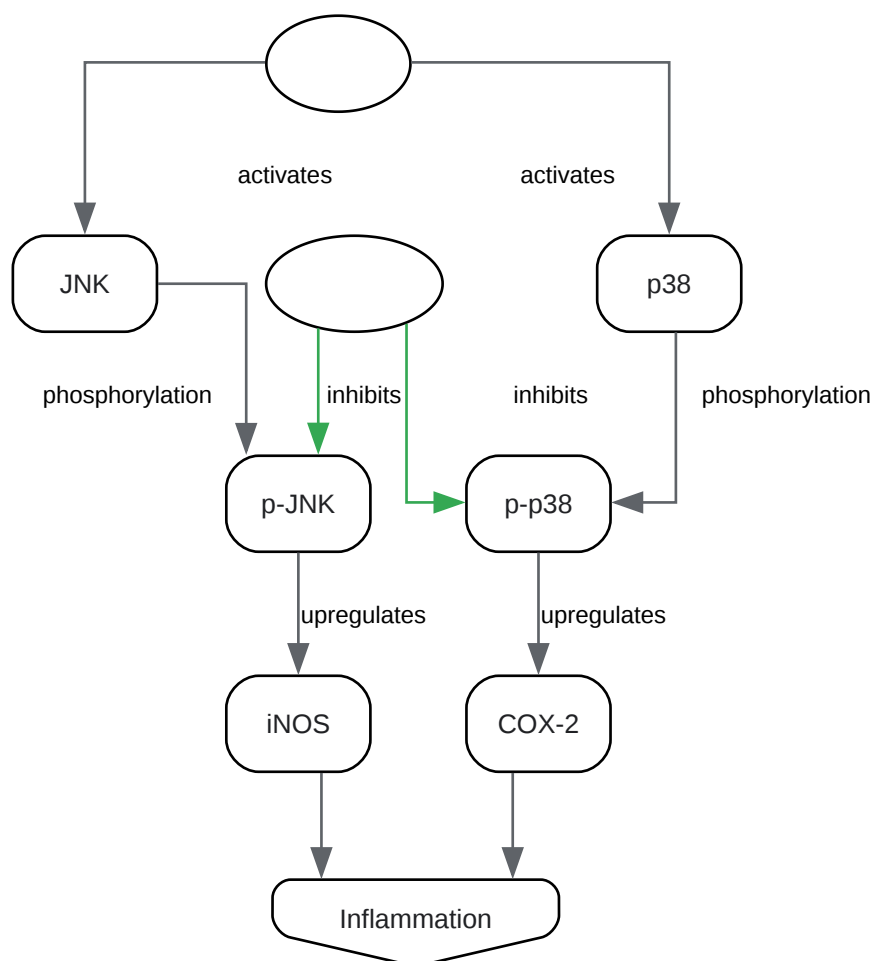 activates
activates
JNK
p38
phosphorylation
inhibits
inhibits
phosphorylation
p-JNK
p-p38
upregulates
upregulates
iNOS
COX-2
Inflammation